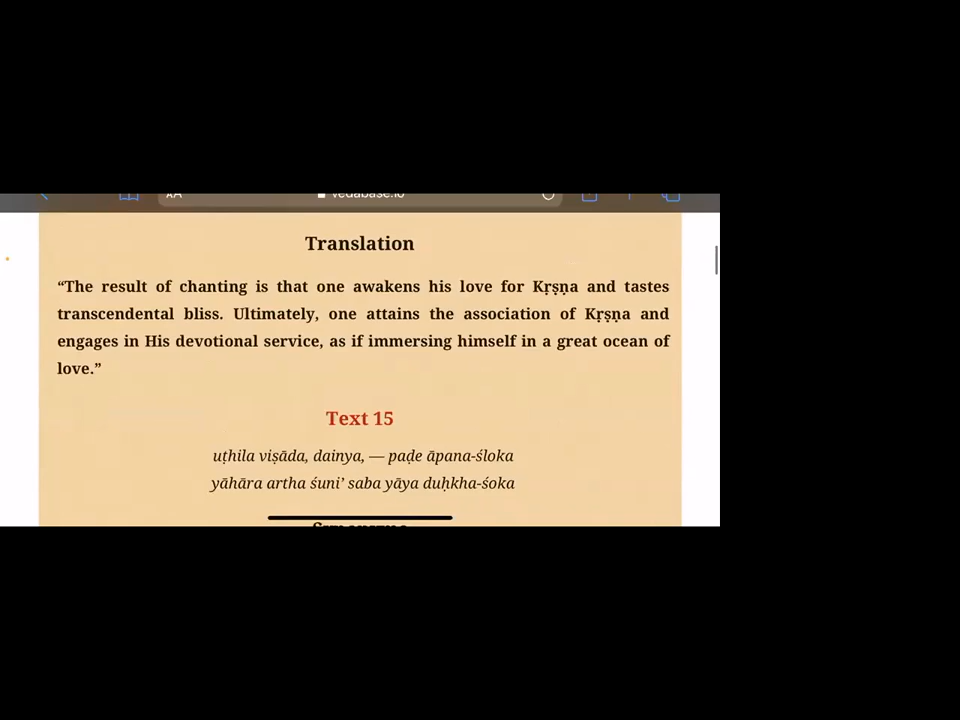 AA vedabase.io
Translation
“The result of chanting is that one awakens his love for Kṛṣṇa and tastes
transcendental bliss. Ultimately, one attains the association of Kṛṣṇa and
engages in His devotional service, as if immersing himself in a great ocean of
love.”
Text 15
uṭhila viṣāda, dainya, — paḍe āpana-śloka
yāhāra artha śuni’ saba yāya duḥkha-śoka